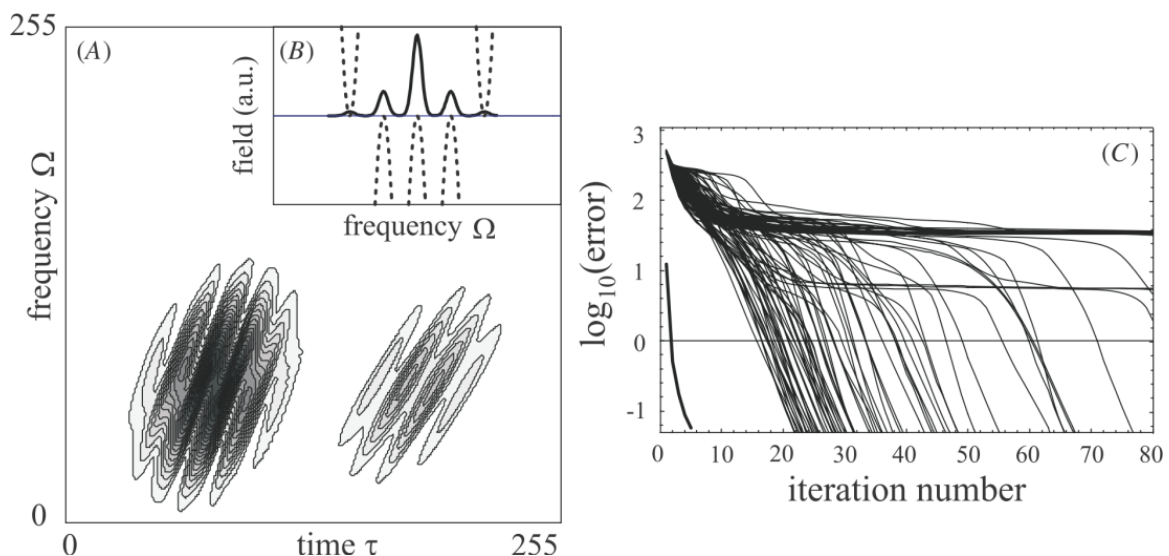 255
(A)
(B)
field (a.u.)
frequency Ω
frequency Ω
0
0
time τ
255
(C)
3
2
1
0
-1
log10(error)
0
10
20
30
40
50
60
70
80
iteration number